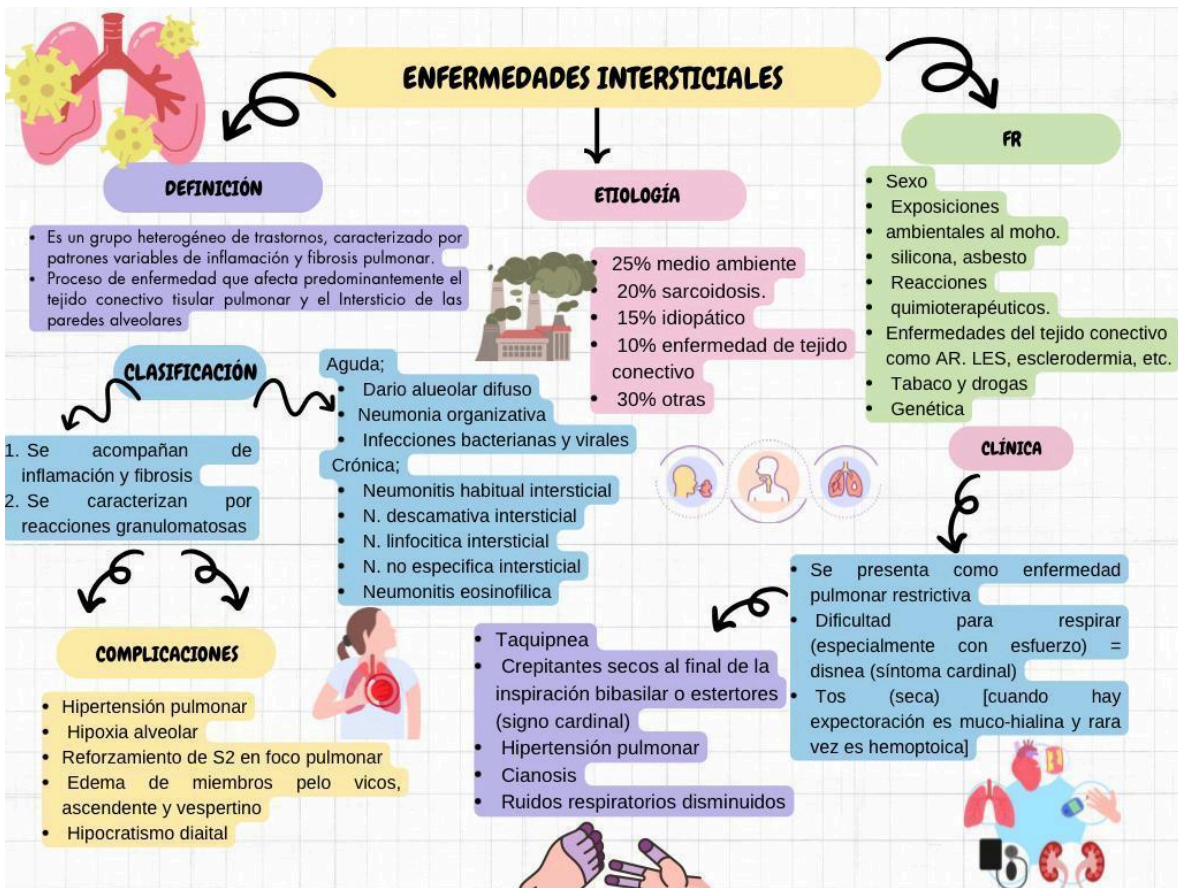 ENFERMEDADES INTERSTICIALES
DEFINICIÓN
• Es un grupo heterogéneo de trastornos, caracterizado por
patrones variables de inflamación y fibrosis pulmonar.
• Proceso de enfermedad que afecta predominantemente el
tejido conectivo tisular pulmonar y el Intersticio de las
paredes alveolares
ETIOLOGÍA
• 25% medio ambiente
• 20% sarcoidosis.
• 15% idiopático
• 10% enfermedad de tejido
conectivo
• 30% otras
FR
• Sexo
• Exposiciones
• ambientales al moho.
• silicona, asbesto
• Reacciones
• quimioterapéuticos.
• Enfermedades del tejido conectivo
como AR. LES, esclerodermia, etc.
• Tabaco y drogas
• Genética
CLASIFICACIÓN
1. Se acompañan de
inflamación y fibrosis
2. Se caracterizan por
reacciones granulomatosas
Aguda;
• Dario alueolar difuso
• Neumonia organizativa
• Infecciones bacterianas y virales
Crónica;
• Neumonitis habitual intersticial
• N. descamativa intersticial
• N. linfocitica intersticial
• N. no especifica intersticial
• Neumonitis eosinofilica
CLÍNICA
• Se presenta como enfermedad
pulmonar restrictiva
• Dificultad para respirar
(especialmente con esfuerzo) =
disnea (síntoma cardinal)
• Tos (seca) [cuando hay
expectoración es muco-hialina y rara
vez es hemoptoica]
• Taquipnea
• Crepitantes secos al final de la
inspiración bibasilar o estertores
(signo cardinal)
• Hipertensión pulmonar
• Cianosis
• Ruidos respiratorios disminuidos
COMPLICACIONES
• Hipertensión pulmonar
• Hipoxia alveolar
• Reforzamiento de S2 en foco pulmonar
• Edema de miembros pelo vicos,
ascendente y vespertino
• Hipocratismo diaital